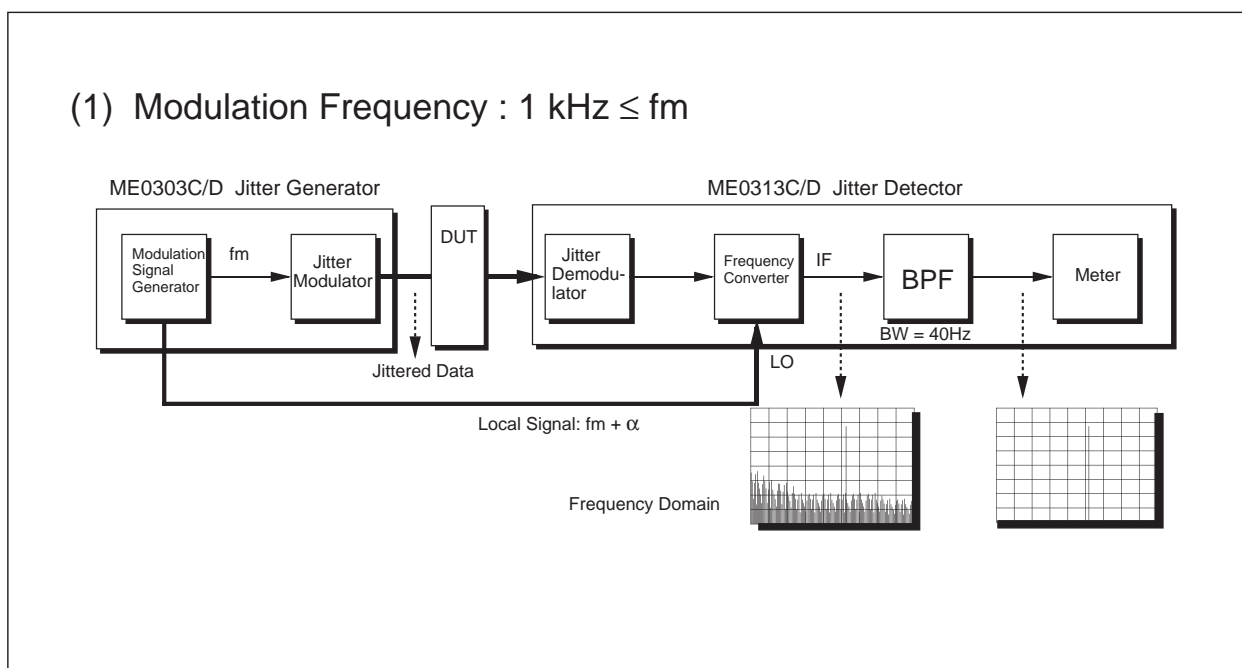 (1) Modulation Frequency : 1 kHz ≤ fm
ME0303C/D Jitter Generator
ME0313C/D Jitter Detector
Modulation
Signal
Generator
fm
Jitter
Modulator
DUT
Jitter
Demodu-
lator
Frequency
Converter
IF
BPF
Meter
BW = 40Hz
Jittered Data
LO
Local Signal: fm + α
Frequency Domain